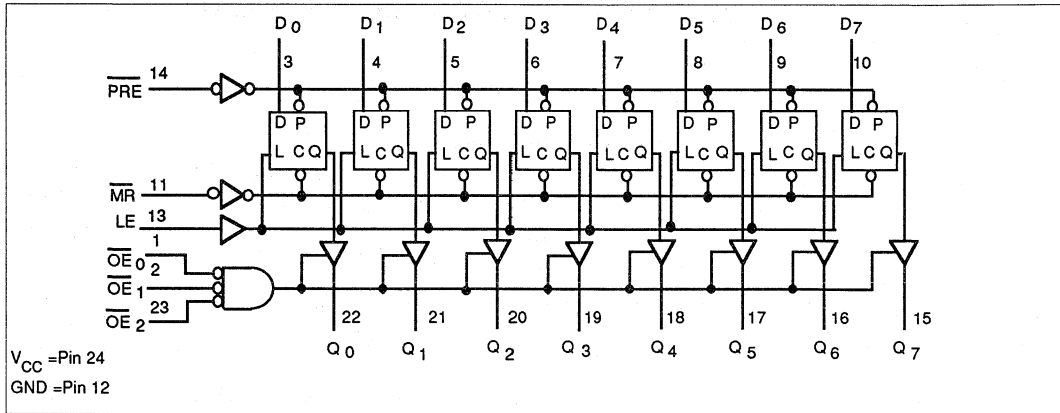 D0 D1 D2 D3 D4 D5 D6 D7
3 4 5 6 7 8 9 10
PRE 14
D P D P D P D P D P D P D P D P
L C Q L C Q L C Q L C Q L C Q L C Q L C Q L C Q
MR 11
LE 13
1
OE0 2
OE1
23
OE2
22 21 20 19 18 17 16 15
Q0 Q1 Q2 Q3 Q4 Q5 Q6 Q7
VCC =Pin 24
GND =Pin 12